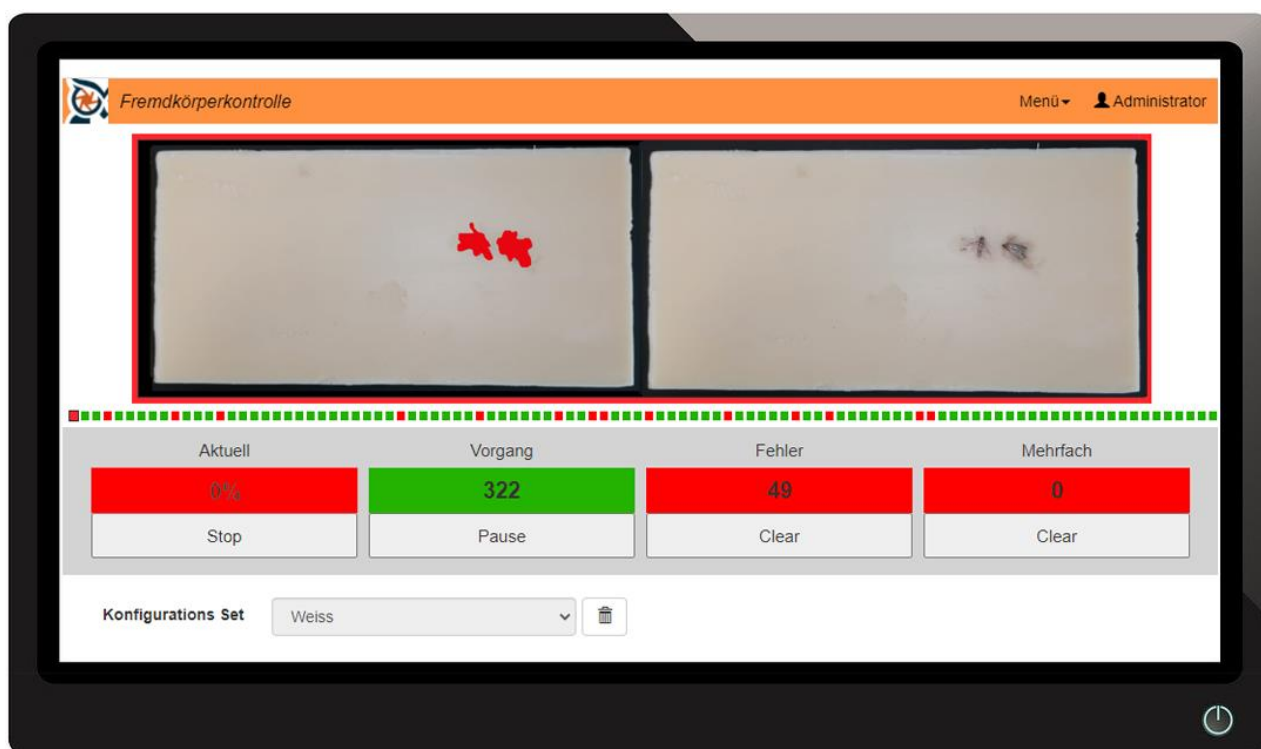 Fremdkörperkontrolle Menü Administrator
Aktuell Vorgang Fehler Mehrfach
0% 322 49 0
Stop Pause Clear Clear
Konfigurations Set Weiss